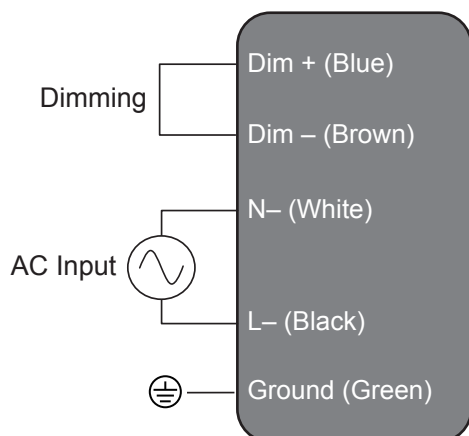 Dim + (Blue)
Dimming
Dim – (Brown)
N– (White)
AC Input
L– (Black)
Ground (Green)